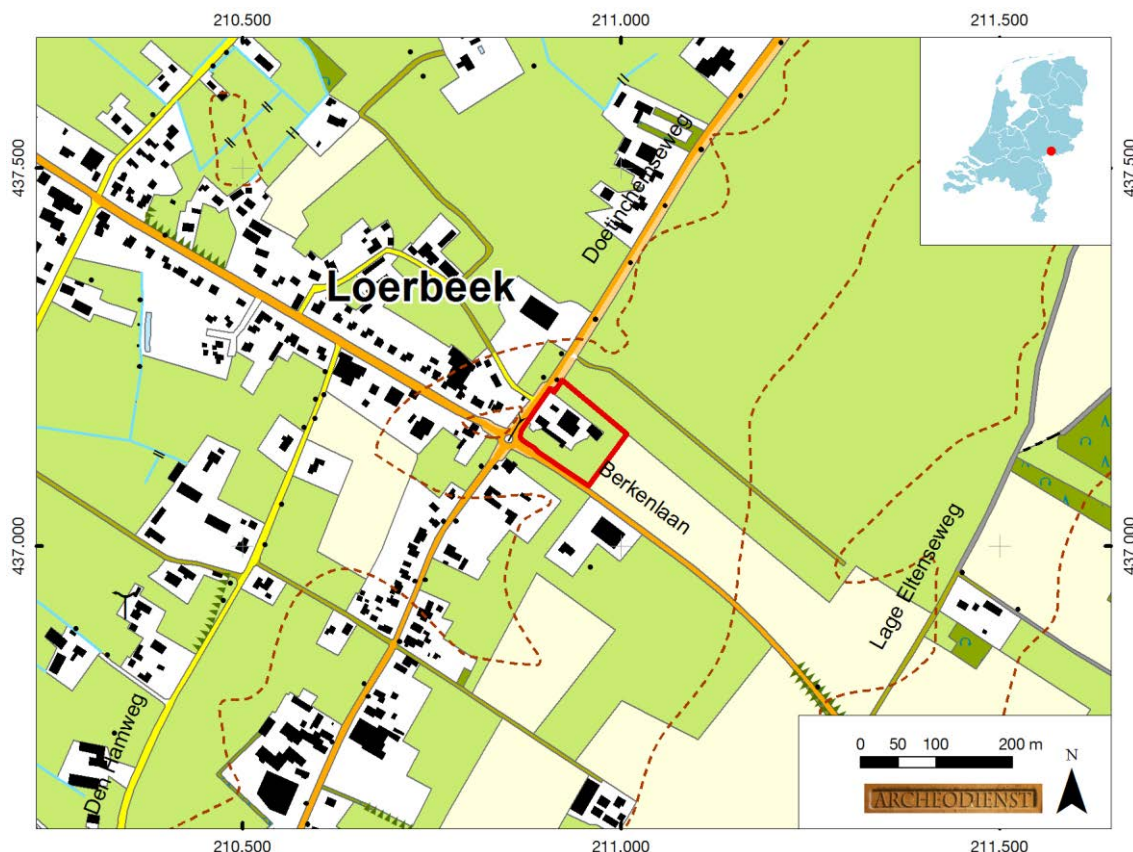 210.500 211.000 211.500
437.500 437.500
Doetinchemseweg
Loerbeek
Berkenlaan
437.000 437.000
Lage Eltenseweg
Den Hamweg
0 50 100 200 m
N
ARCHEODIENST
210.500 211.000 211.500